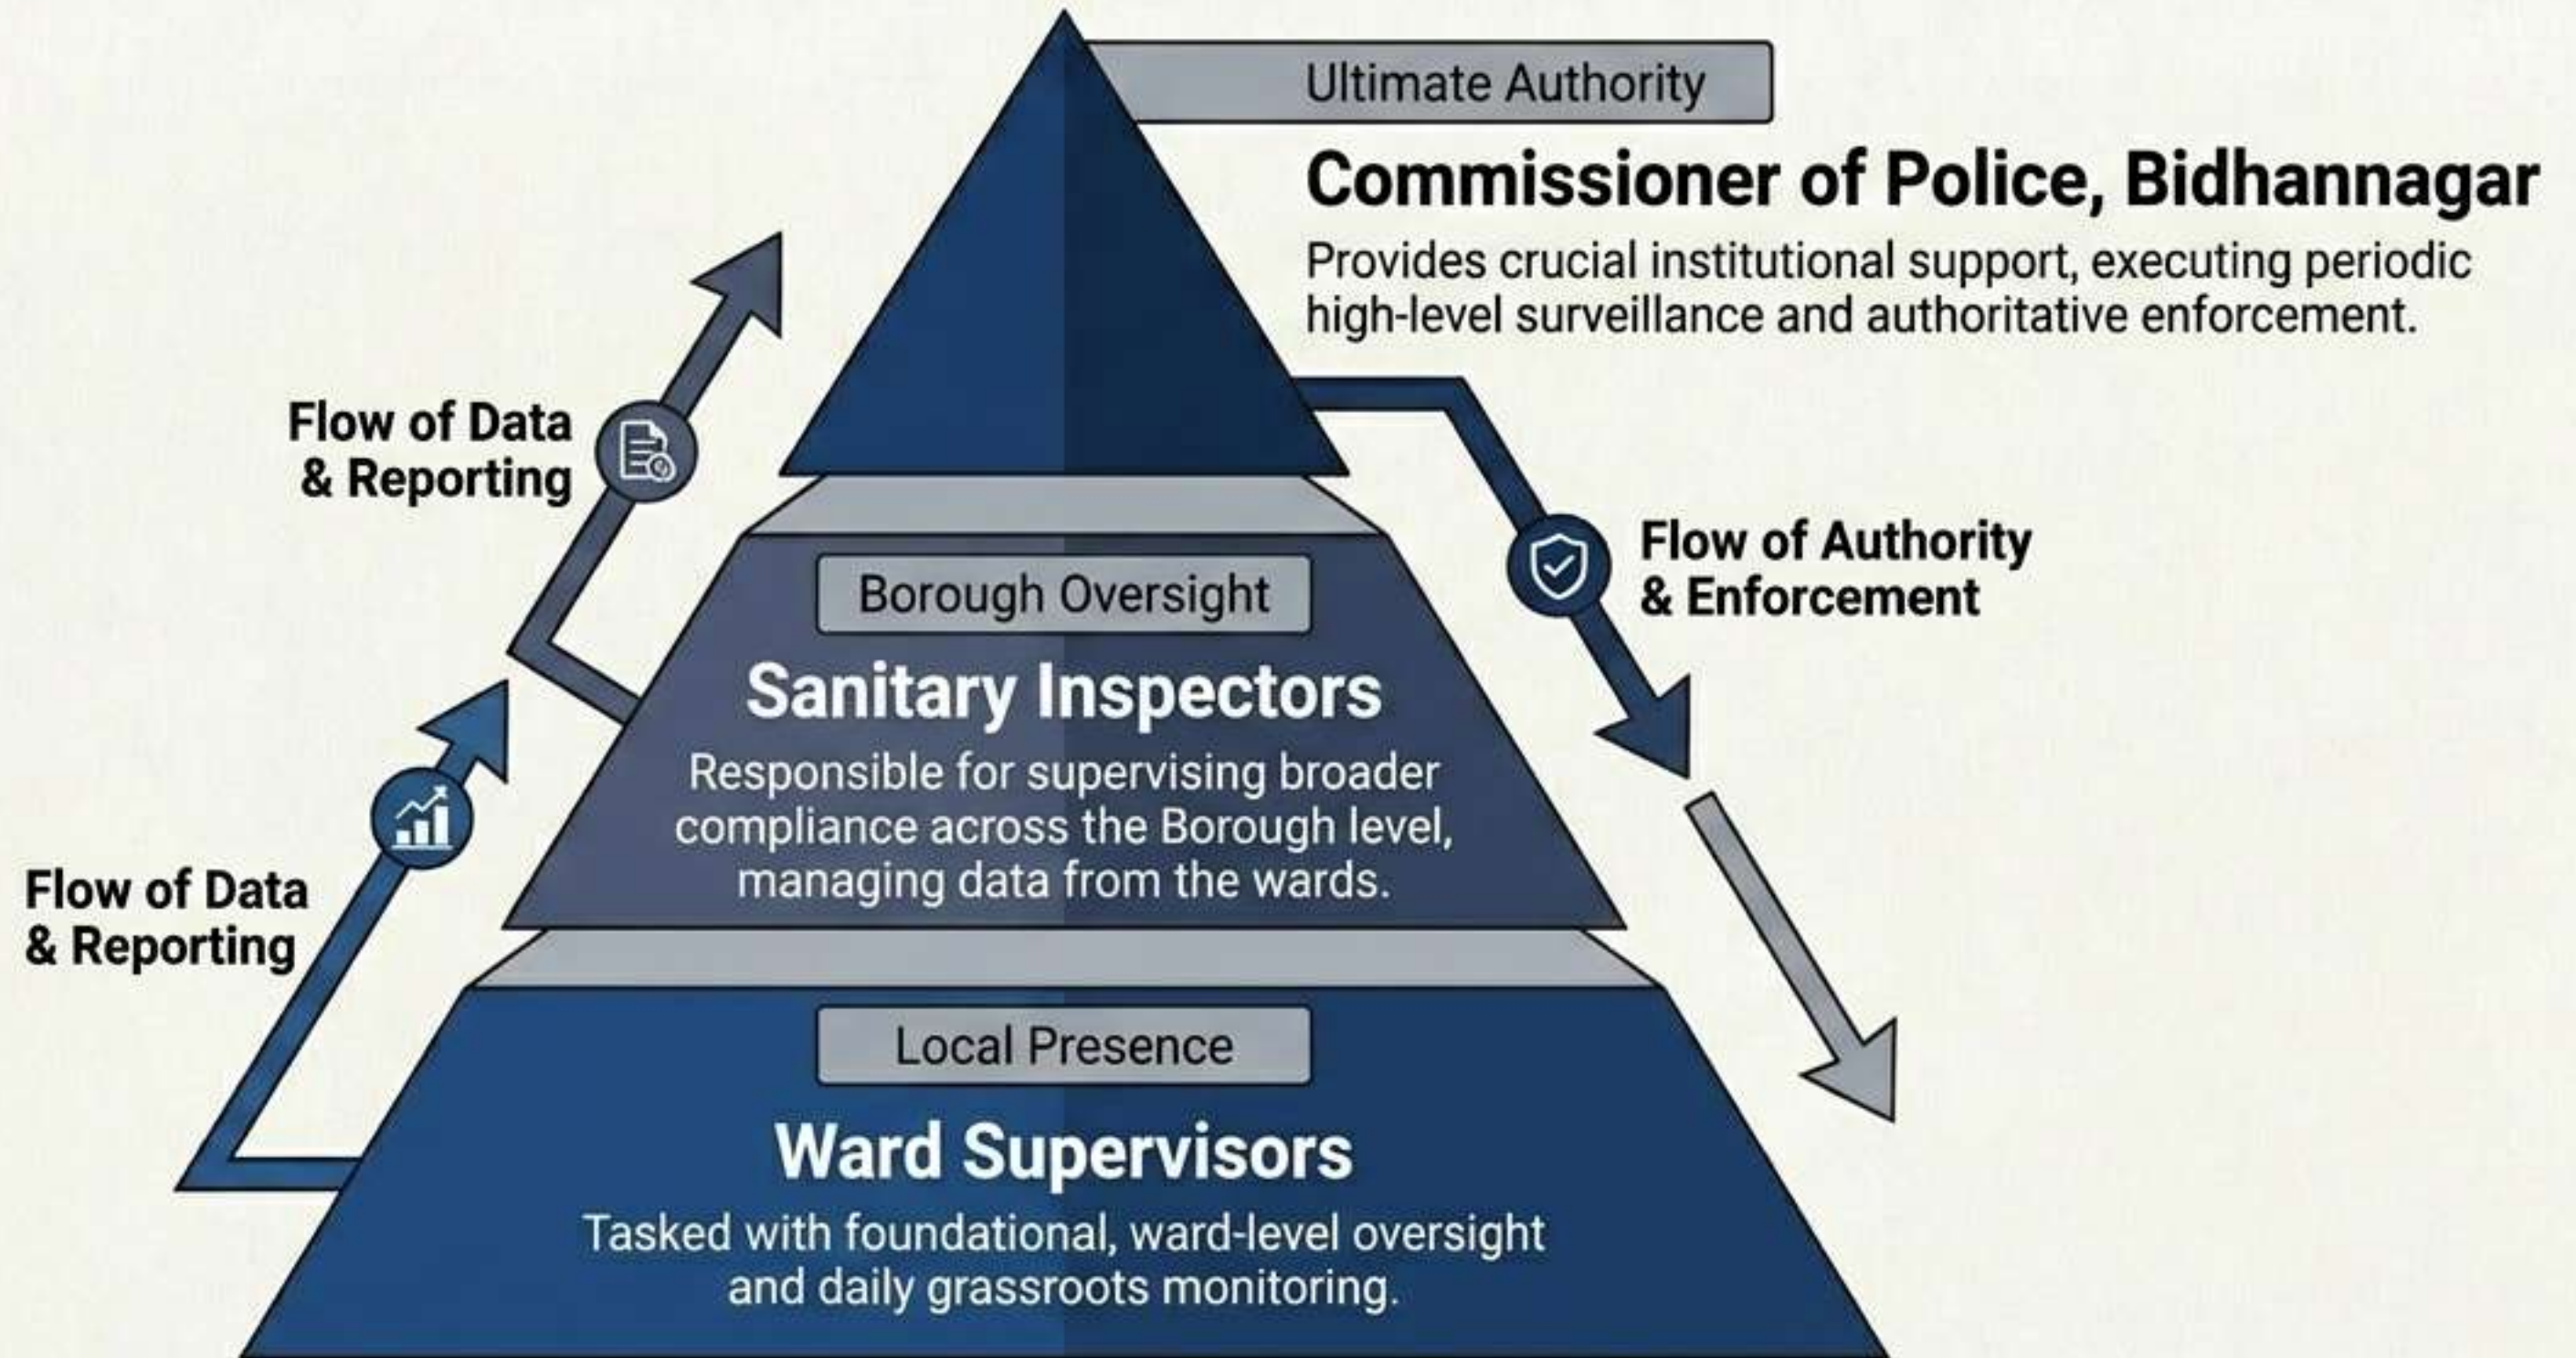 Ultimate Authority
Commissioner of Police, Bidhannagar
Provides crucial institutional support, executing periodic
high-level surveillance and authoritative enforcement.
Flow of Data
& Reporting
Flow of Authority
& Enforcement
Borough Oversight
Sanitary Inspectors
Responsible for supervising broader
compliance across the Borough level,
managing data from the wards.
Flow of Data
& Reporting
Local Presence
Ward Supervisors
Tasked with foundational, ward-level oversight
and daily grassroots monitoring.